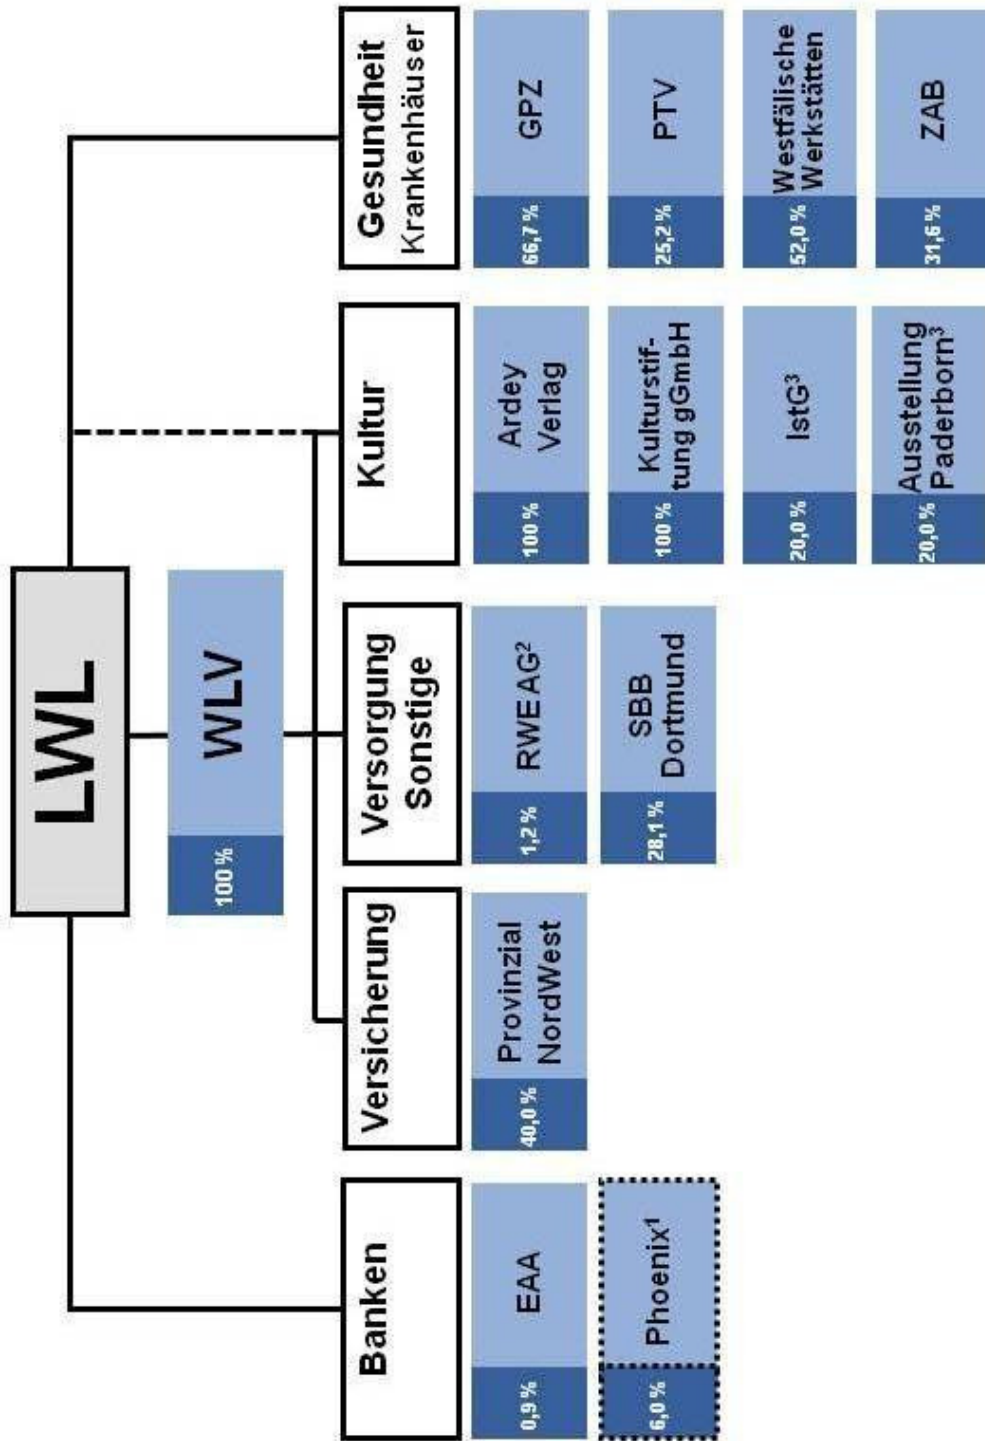 LWL
100 %
WLV
Banken
0,9 %
EAA
6,0 %
Phoenix¹
Versicherung
40,0 %
Provinzial
NordWest
Versorgung
Sonstige
1,2 %
RWE AG²
28,1 %
SBB
Dortmund
Kultur
100 %
Ardey
Verlag
100 %
Kulturstif-
tung gGmbH
20,0 %
IstG³
20,0 %
Ausstellung
Paderborn³
Gesundheit
Krankenhäuser
66,7 %
GPZ
25,2 %
PTV
52,0 %
Westfälische
Werkstätten
31,6 %
ZAB